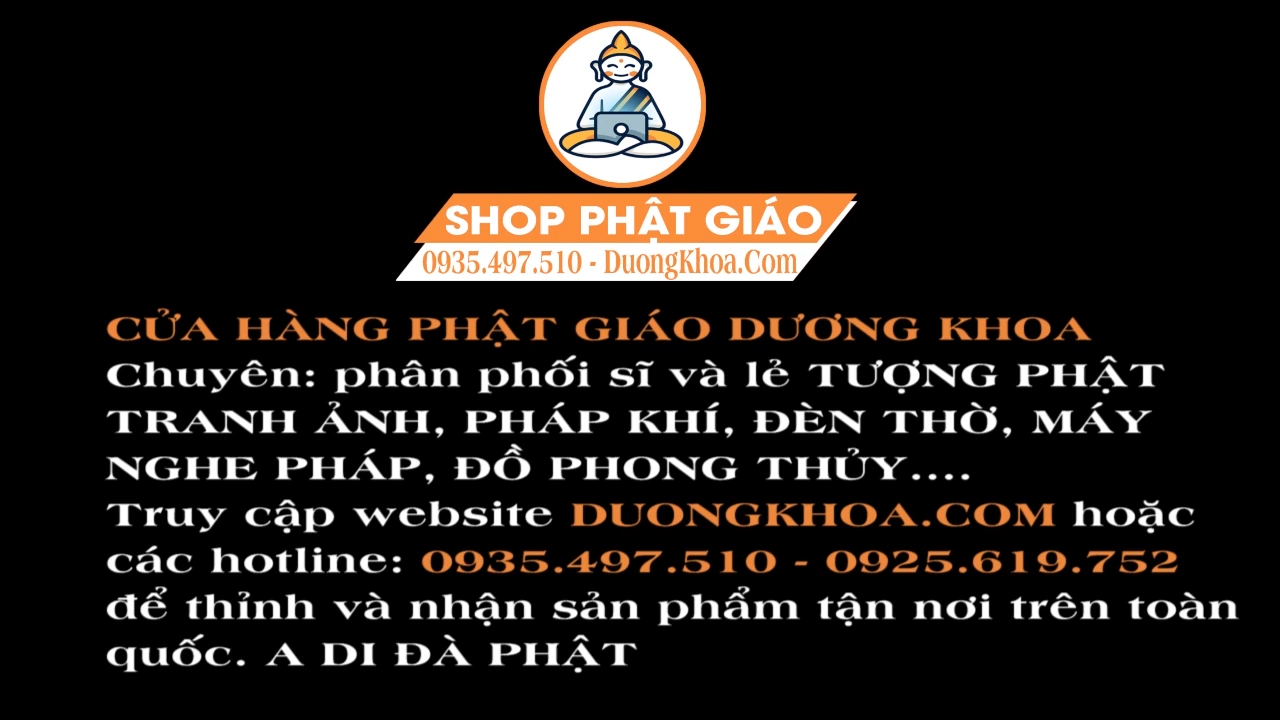 SHOP PHẬT GIÁO
0935.497.510 - DuongKhoa.Com
CỬA HÀNG PHẬT GIÁO DƯƠNG KHOA
Chuyên: phân phối sĩ và lẻ TƯỢNG PHẬT
TRANH ẢNH, PHÁP KHÍ, ĐÈN THỜ, MÁY
NGHE PHÁP, ĐỒ PHONG THỦY....
Truy cập website DUONGKHOA.COM hoặc
các hotline: 0935.497.510 - 0925.619.752
để thỉnh và nhận sản phẩm tận nơi trên toàn
quốc. A DI ĐÀ PHẬT